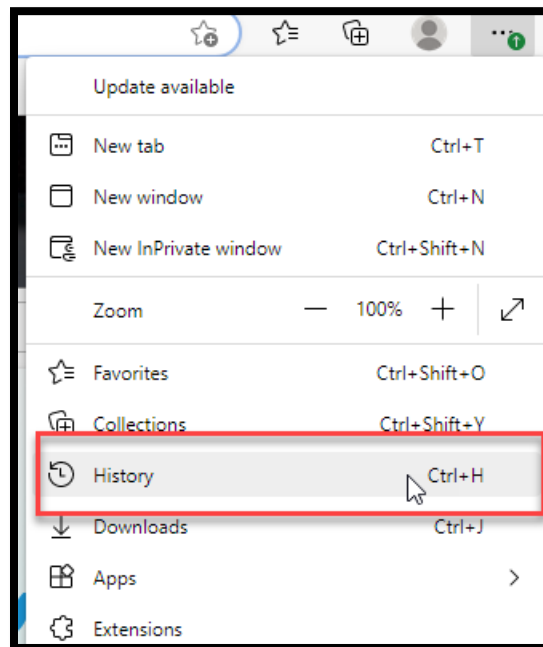 Update available
New tab Ctrl+T
New window Ctrl+N
New InPrivate window Ctrl+Shift+N
Zoom — 100% +
Favorites Ctrl+Shift+O
Collections Ctrl+Shift+Y
History Ctrl+H
Downloads Ctrl+J
Apps
Extensions